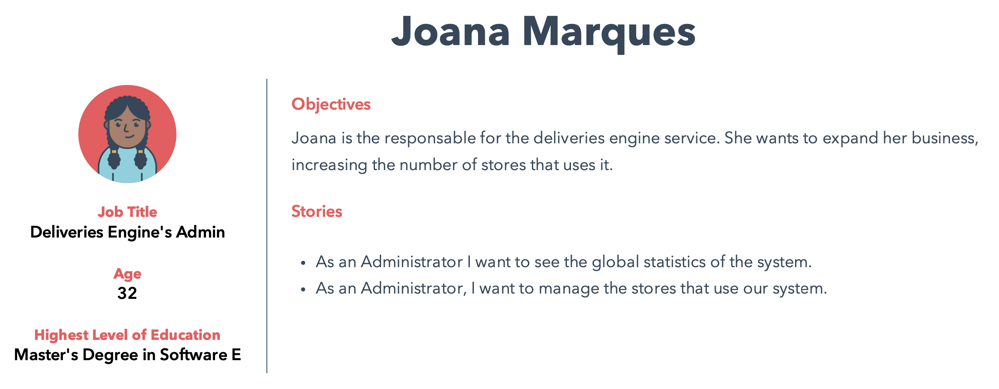 Joana Marques
Job Title
Deliveries Engine's Admin
Age
32
Highest Level of Education
Master's Degree in Software E
Objectives
Joana is the responsable for the deliveries engine service. She wants to expand her business,
increasing the number of stores that uses it.
Stories
• As an Administrator I want to see the global statistics of the system.
• As an Administrator, I want to manage the stores that use our system.